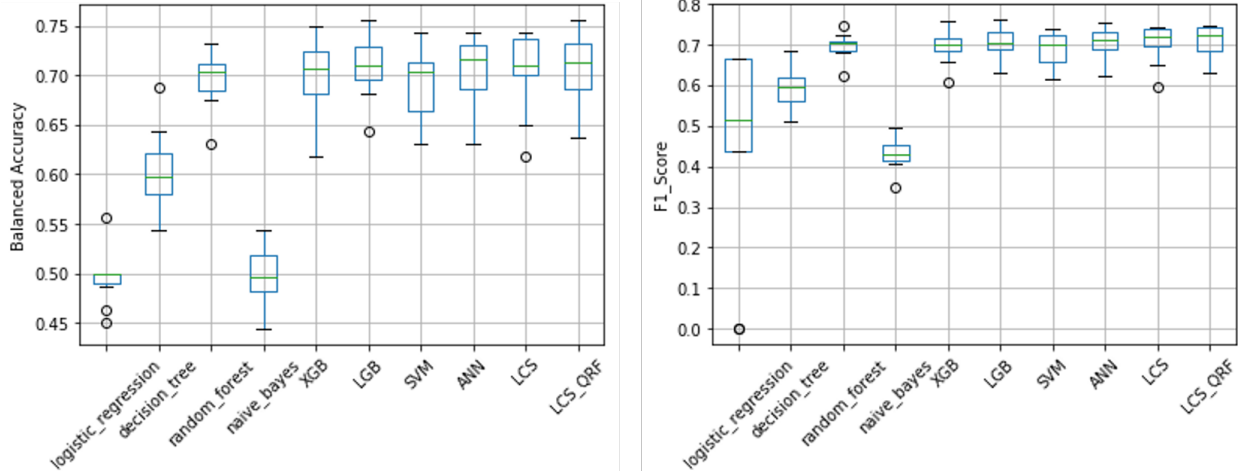 Balanced Accuracy
0.75
0.70
0.65
0.60
0.55
0.50
0.45
logistic_regression
decision_tree
random_forest
naive_bayes
XGB
LGB
SVM
ANN
LCS
LCS_QRF
F1_Score
0.8
0.7
0.6
0.5
0.4
0.3
0.2
0.1
0.0
logistic_regression
decision_tree
random_forest
naive_bayes
XGB
LGB
SVM
ANN
LCS
LCS_QRF